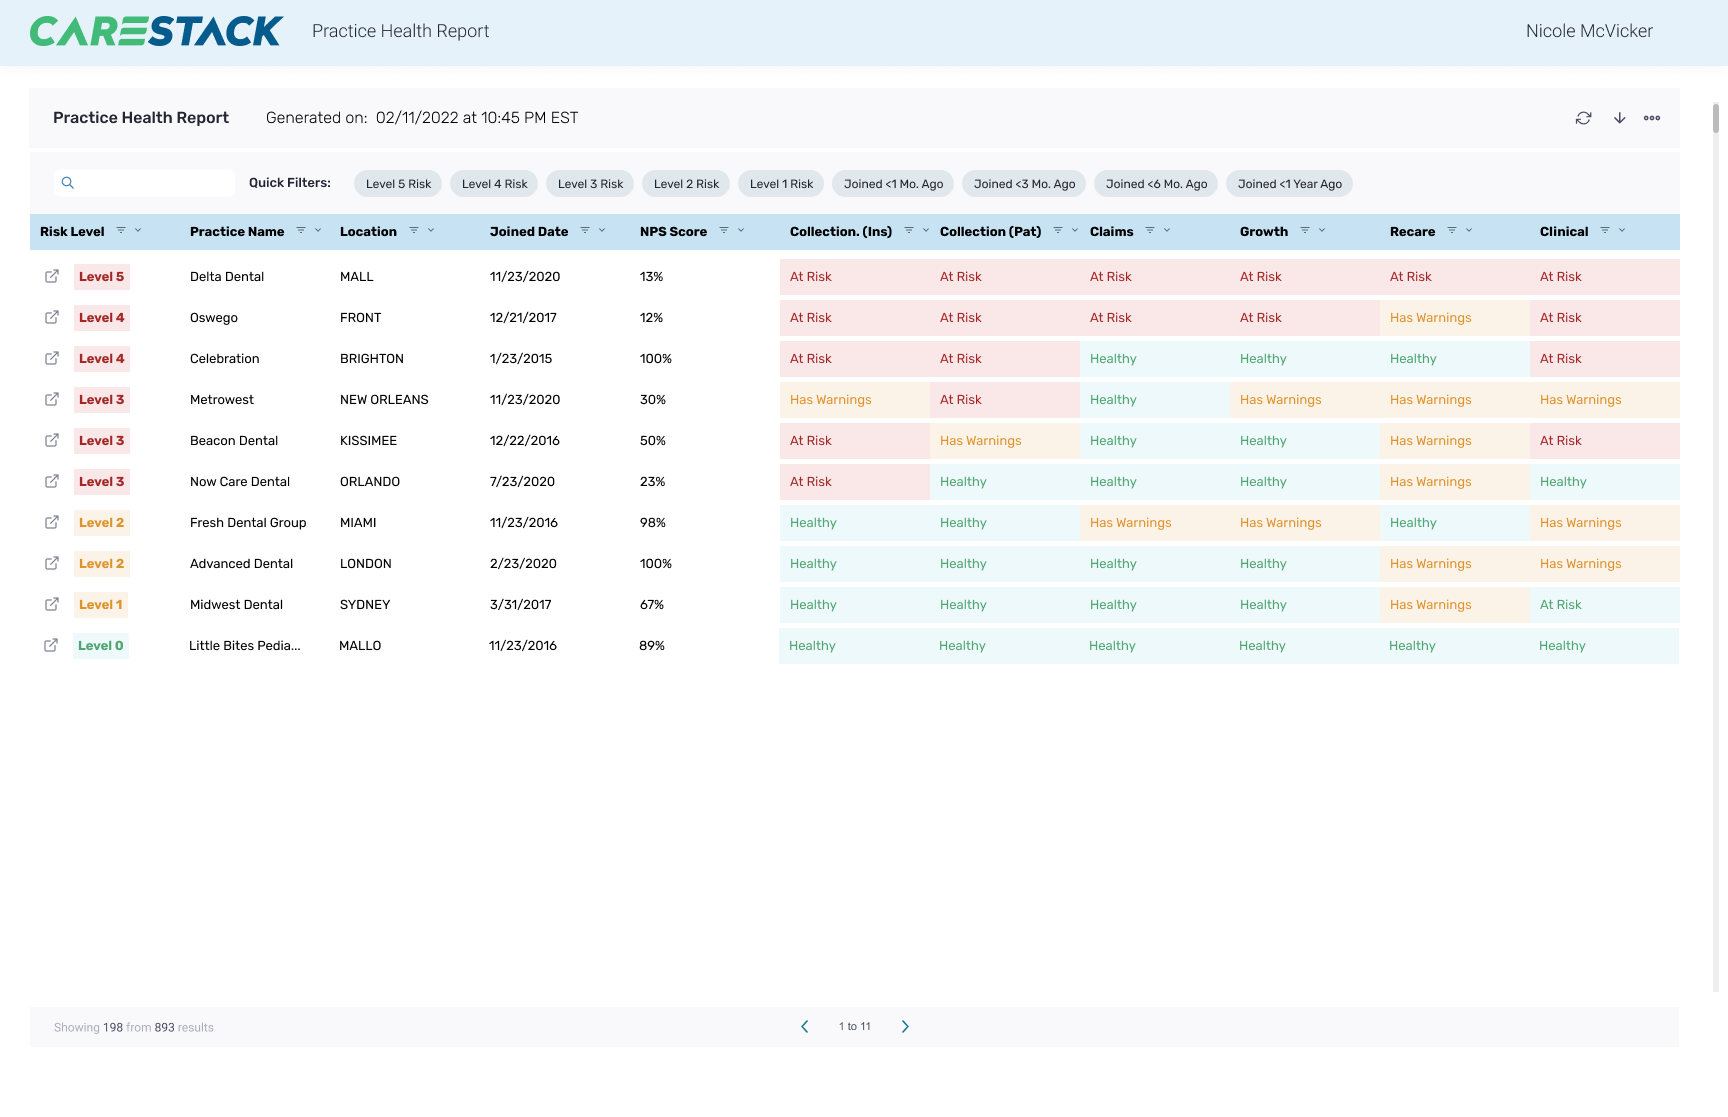 CARESTACK Practice Health Report Nicole McVicker
Practice Health Report Generated on: 02/11/2022 at 10:45 PM EST
Quick Filters: Level 5 Risk Level 4 Risk Level 3 Risk Level 2 Risk Level 1 Risk Joined <1 Mo. Ago Joined <3 Mo. Ago Joined <6 Mo. Ago Joined <1 Year Ago
Risk Level Practice Name Location Joined Date NPS Score Collection. (Ins) Collection (Pat) Claims Growth Recare Clinical
Level 5 Delta Dental MALL 11/23/2020 13% At Risk At Risk At Risk At Risk At Risk At Risk
Level 4 Oswego FRONT 12/21/2017 12% At Risk At Risk At Risk At Risk Has Warnings At Risk
Level 4 Celebration BRIGHTON 1/23/2015 100% At Risk At Risk Healthy Healthy Healthy At Risk
Level 3 Metrowest NEW ORLEANS 11/23/2020 30% Has Warnings At Risk Healthy Has Warnings Has Warnings Has Warnings
Level 3 Beacon Dental KISSIMEE 12/22/2016 50% At Risk Has Warnings Healthy Healthy Has Warnings At Risk
Level 3 Now Care Dental ORLANDO 7/23/2020 23% At Risk Healthy Healthy Healthy Has Warnings Healthy
Level 2 Fresh Dental Group MIAMI 11/23/2016 98% Healthy Healthy Has Warnings Has Warnings Healthy Has Warnings
Level 2 Advanced Dental LONDON 2/23/2020 100% Healthy Healthy Healthy Healthy Has Warnings Has Warnings
Level 1 Midwest Dental SYDNEY 3/31/2017 67% Healthy Healthy Healthy Healthy Has Warnings At Risk
Level 0 Little Bites Pedia... MALLO 11/23/2016 89% Healthy Healthy Healthy Healthy Healthy Healthy
Showing 198 from 893 results 1 to 11